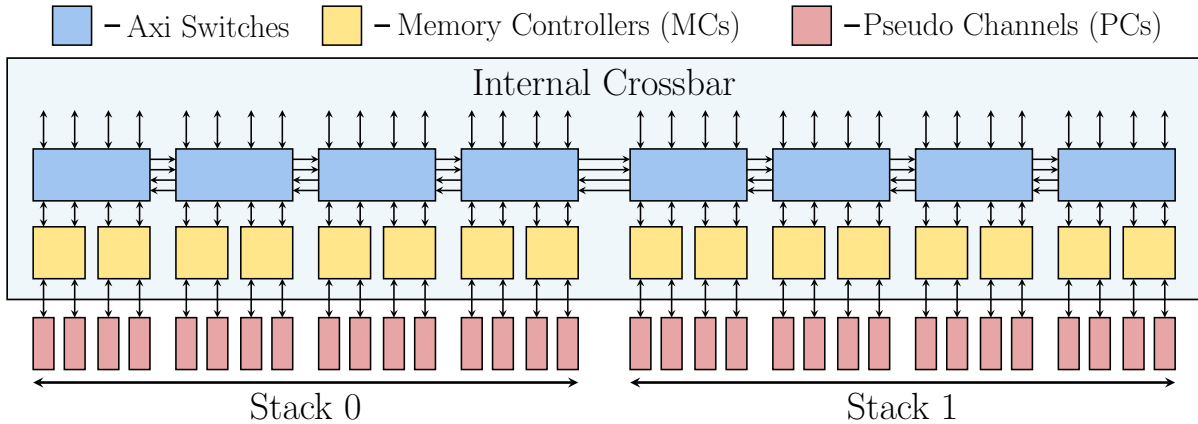 – Axi Switches – Memory Controllers (MCs) –Pseudo Channels (PCs)
Internal Crossbar
Stack 0 Stack 1